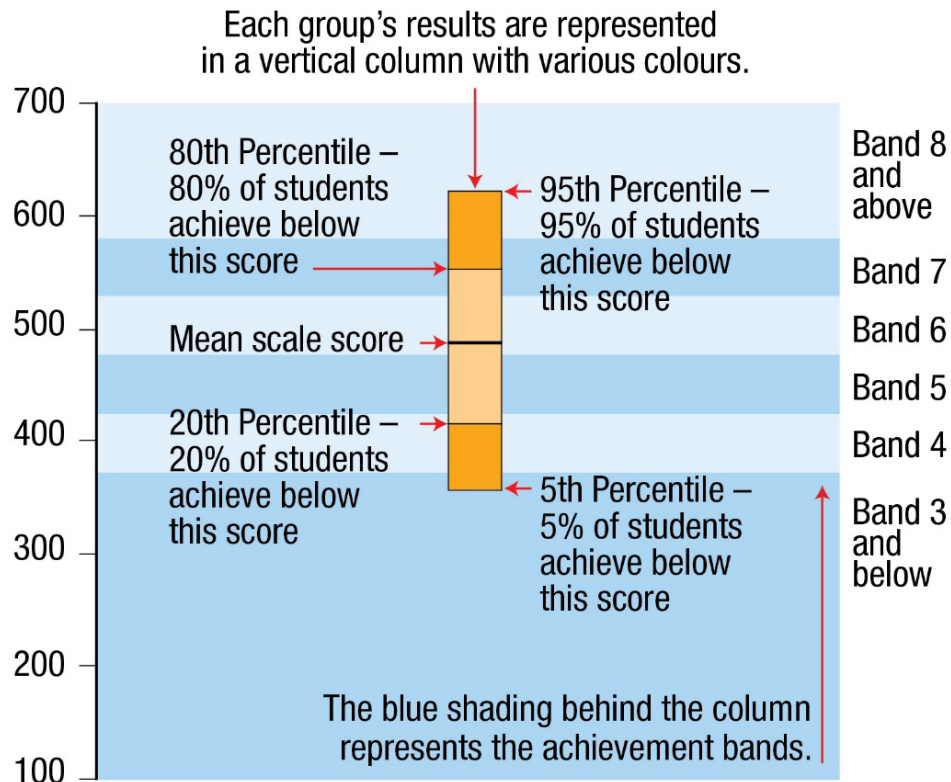 Each group’s results are represented
in a vertical column with various colours.
700
600
500
400
300
200
100
80th Percentile –
80% of students
achieve below
this score
Mean scale score
20th Percentile –
20% of students
achieve below
this score
95th Percentile –
95% of students
achieve below
this score
5th Percentile –
5% of students
achieve below
this score
The blue shading behind the column
represents the achievement bands.
Band 8
and
above
Band 7
Band 6
Band 5
Band 4
Band 3
and
below